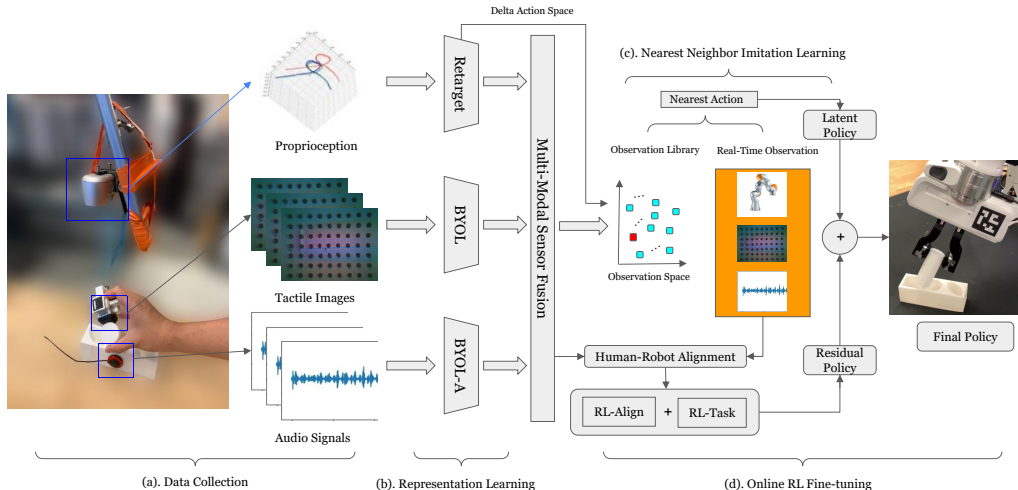 Delta Action Space
(c). Nearest Neighbor Imitation Learning
Retarget
Proprioception
Nearest Action
Latent
Policy
Observation Library
Real-Time Observation
Multi-Modal Sensor Fusion
BYOL
Tactile Images
Observation Space
+
Final Policy
BYOL-A
Human-Robot Alignment
Residual
Policy
RL-Align + RL-Task
Audio Signals
(a). Data Collection
(b). Representation Learning
(d). Online RL Fine-tuning